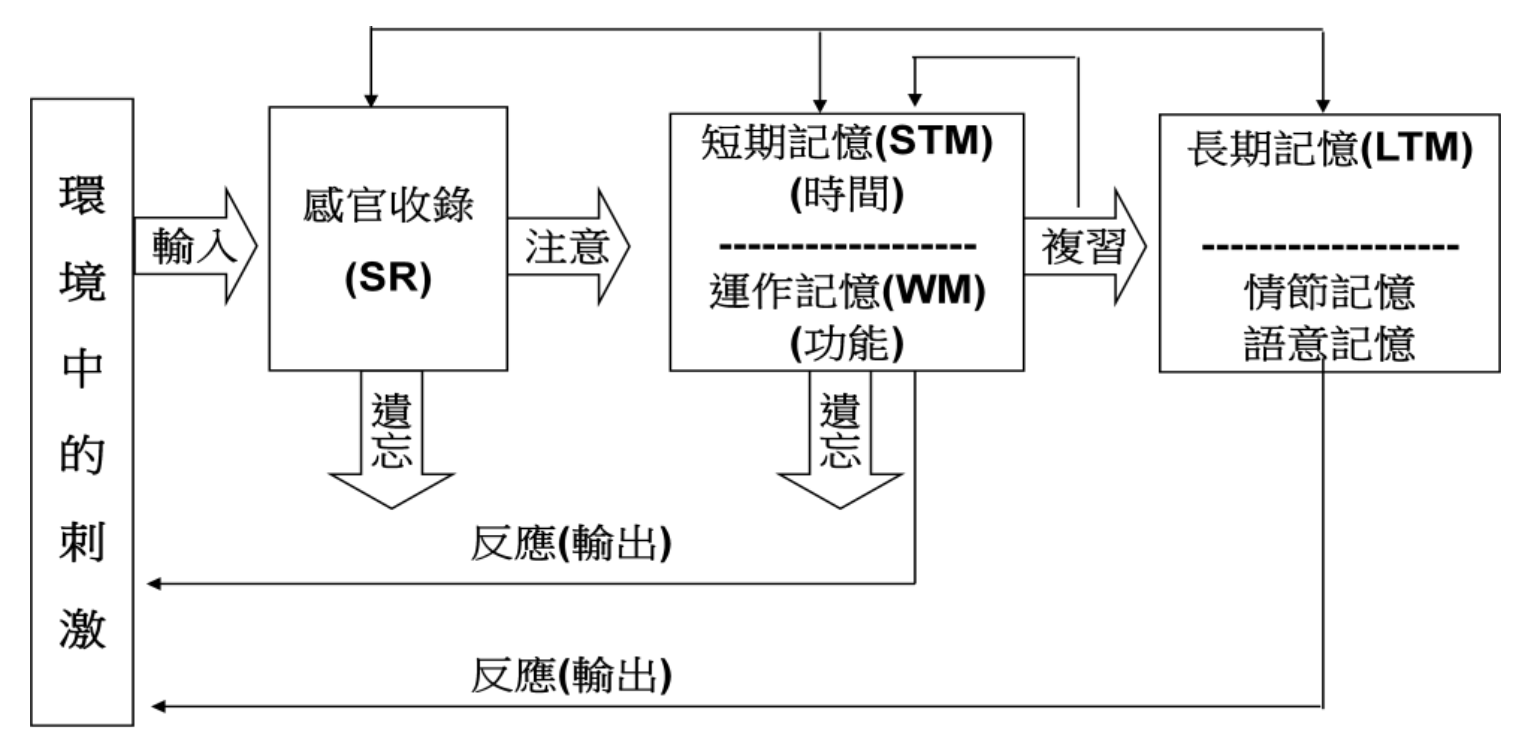 環境中的刺激
輸入
感官收錄
(SR)
注意
短期記憶(STM)
(時間)
------------------
運作記憶(WM)
(功能)
複習
長期記憶(LTM)
------------------
情節記憶
語意記憶
遺忘
遺忘
反應(輸出)
反應(輸出)